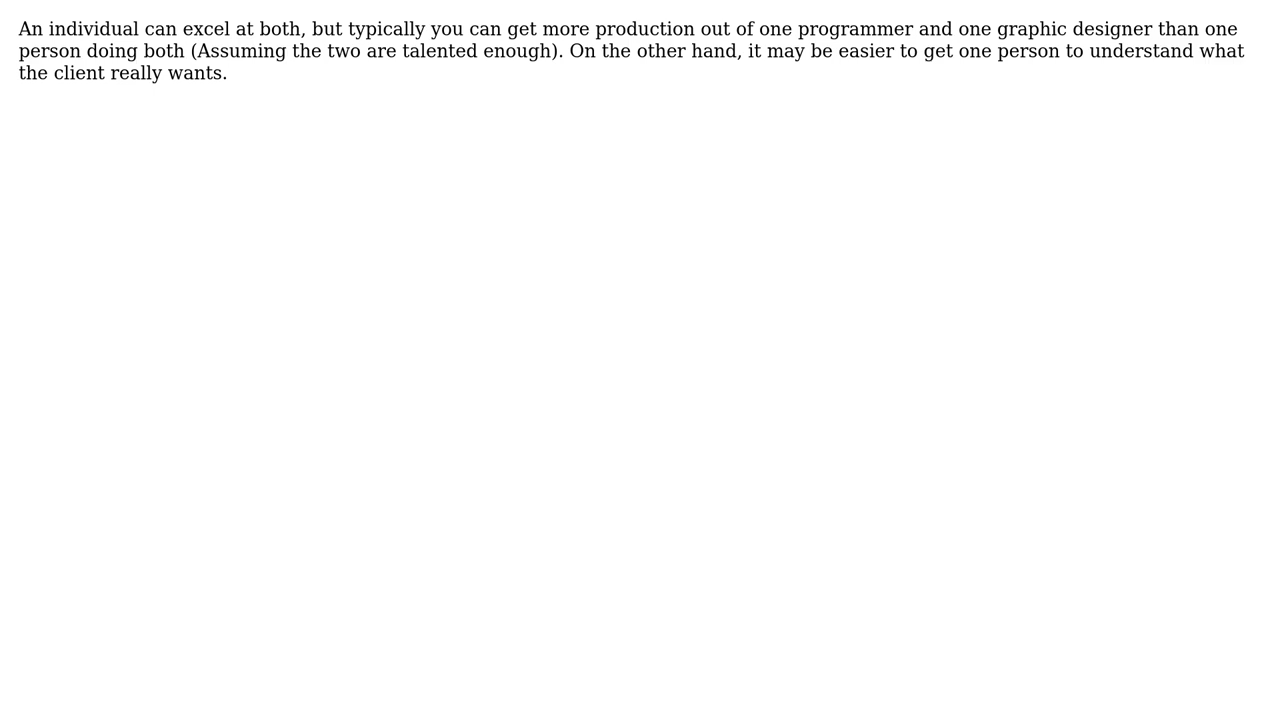 An individual can excel at both, but typically you can get more production out of one programmer and one graphic designer than one
person doing both (Assuming the two are talented enough). On the other hand, it may be easier to get one person to understand what
the client really wants.